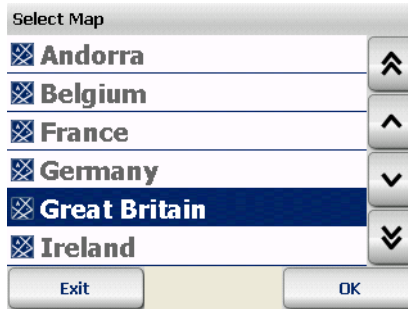 Select Map
Andorra
Belgium
France
Germany
Great Britain
Ireland
Exit OK